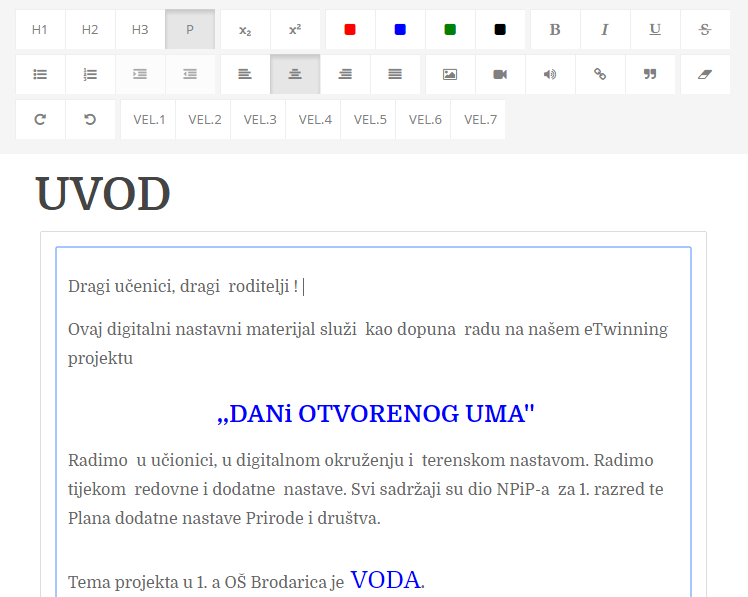 H1 H2 H3 P x₂ x² B I U S
VEL.1 VEL.2 VEL.3 VEL.4 VEL.5 VEL.6 VEL.7
UVOD
Dragi učenici, dragi  roditelji !
Ovaj digitalni nastavni materijal služi  kao dopuna  radu na našem eTwinning
projektu
,,DANi OTVORENOG UMA"
Radimo  u učionici, u digitalnom okruženju i  terenskom nastavom. Radimo
tijekom  redovne i dodatne  nastave. Svi sadržaji su dio NPiP-a  za 1. razred te
Plana dodatne nastave Prirode i društva.
Tema projekta u 1. a OŠ Brodarica je  VODA.